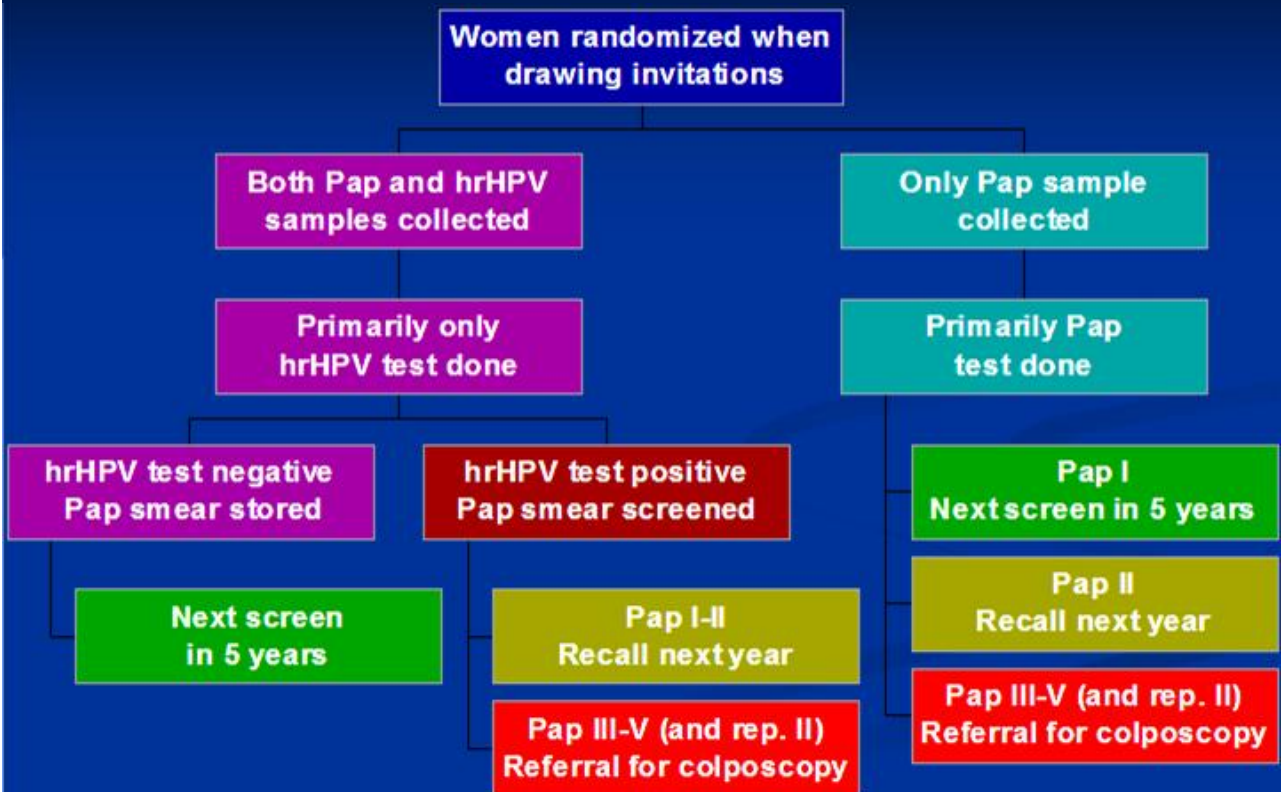 Women randomized when
drawing invitations
Both Pap and hrHPV
samples collected
Only Pap sample
collected
Primarily only
hrHPV test done
Primarily Pap
test done
hrHPV test negative
Pap smear stored
hrHPV test positive
Pap smear screened
Pap I
Next screen in 5 years
Next screen
in 5 years
Pap I-II
Recall next year
Pap II
Recall next year
Pap III-V (and rep. II)
Referral for colposcopy
Pap III-V (and rep. II)
Referral for colposcopy